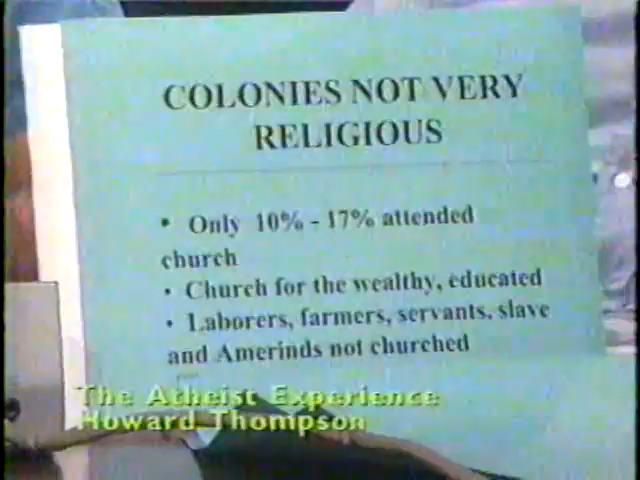 COLONIES NOT VERY
RELIGIOUS
• Only 10% - 17% attended
church
• Church for the wealthy, educated
• Laborers, farmers, servants, slave
and Amerinds not churched
The Atheist Experience
Howard Thompson